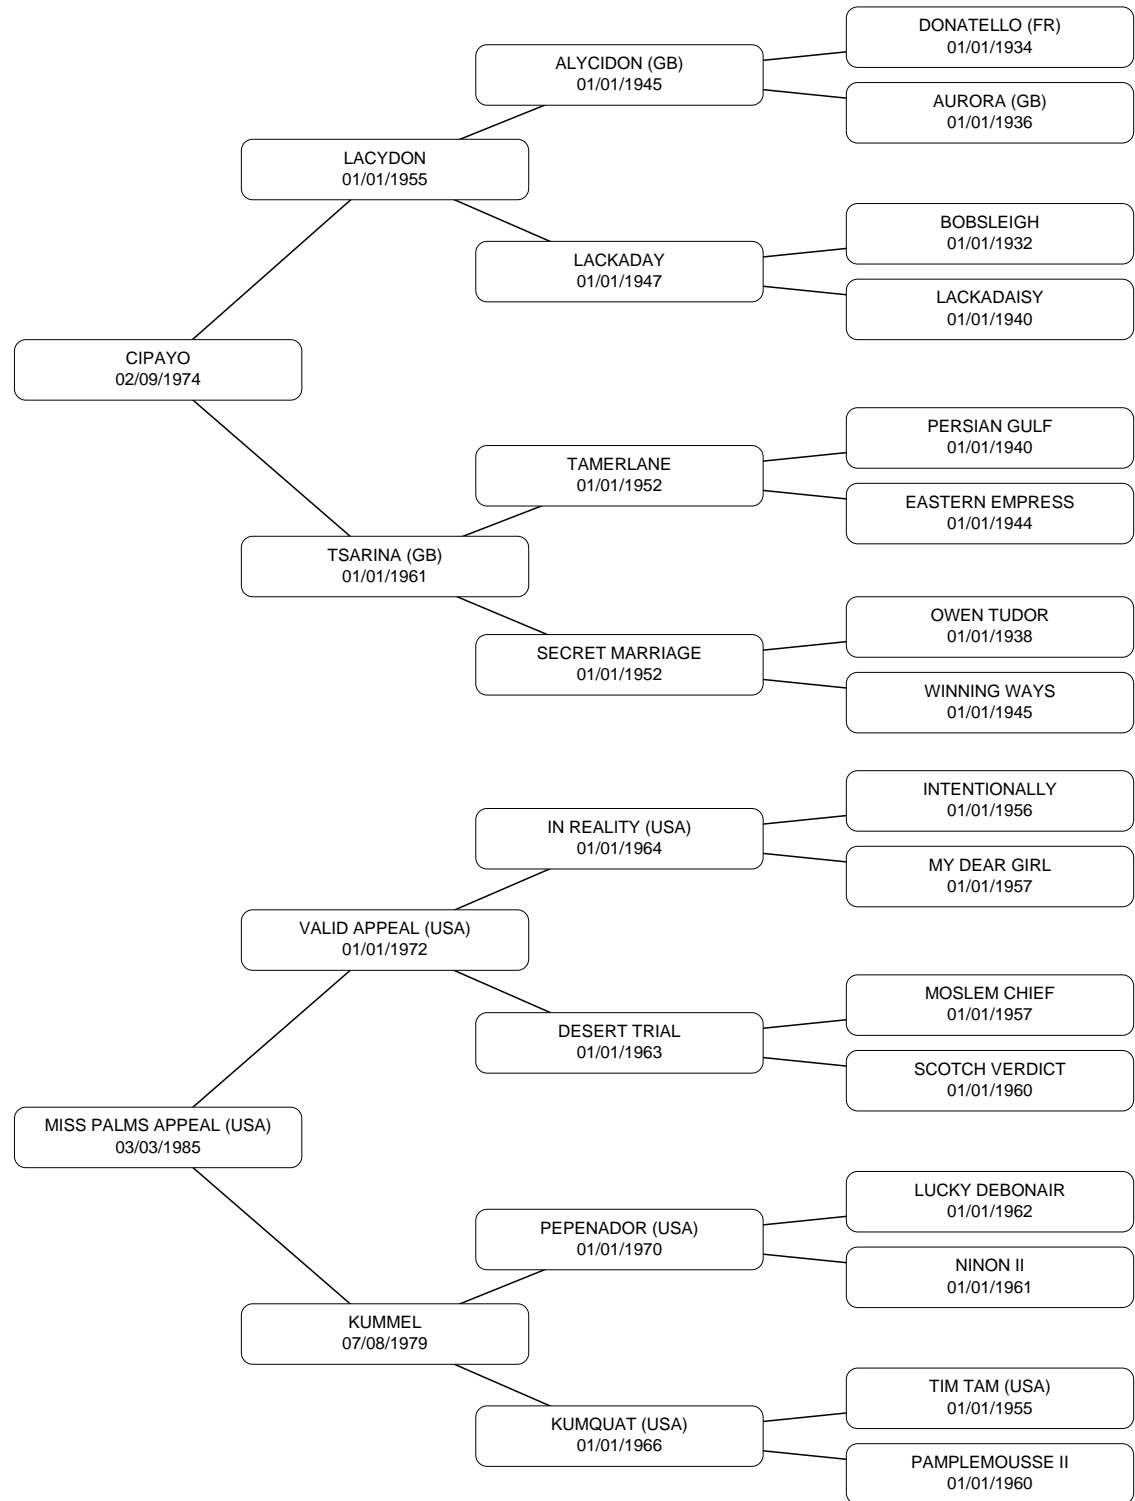 DONATELLO (FR)
01/01/1934
ALYCIDON (GB)
01/01/1945
AURORA (GB)
01/01/1936
LACYDON
01/01/1955
BOBSLEIGH
01/01/1932
LACKADAY
01/01/1947
LACKADAISY
01/01/1940
CIPAYO
02/09/1974
PERSIAN GULF
01/01/1940
TAMERLANE
01/01/1952
EASTERN EMPRESS
01/01/1944
TSARINA (GB)
01/01/1961
OWEN TUDOR
01/01/1938
SECRET MARRIAGE
01/01/1952
WINNING WAYS
01/01/1945
INTENTIONALLY
01/01/1956
IN REALITY (USA)
01/01/1964
MY DEAR GIRL
01/01/1957
VALID APPEAL (USA)
01/01/1972
MOSLEM CHIEF
01/01/1957
DESERT TRIAL
01/01/1963
SCOTCH VERDICT
01/01/1960
MISS PALMS APPEAL (USA)
03/03/1985
LUCKY DEBONAIR
01/01/1962
PEPENADOR (USA)
01/01/1970
NINON II
01/01/1961
KUMMEL
07/08/1979
TIM TAM (USA)
01/01/1955
KUMQUAT (USA)
01/01/1966
PAMPLEMOUSSE II
01/01/1960